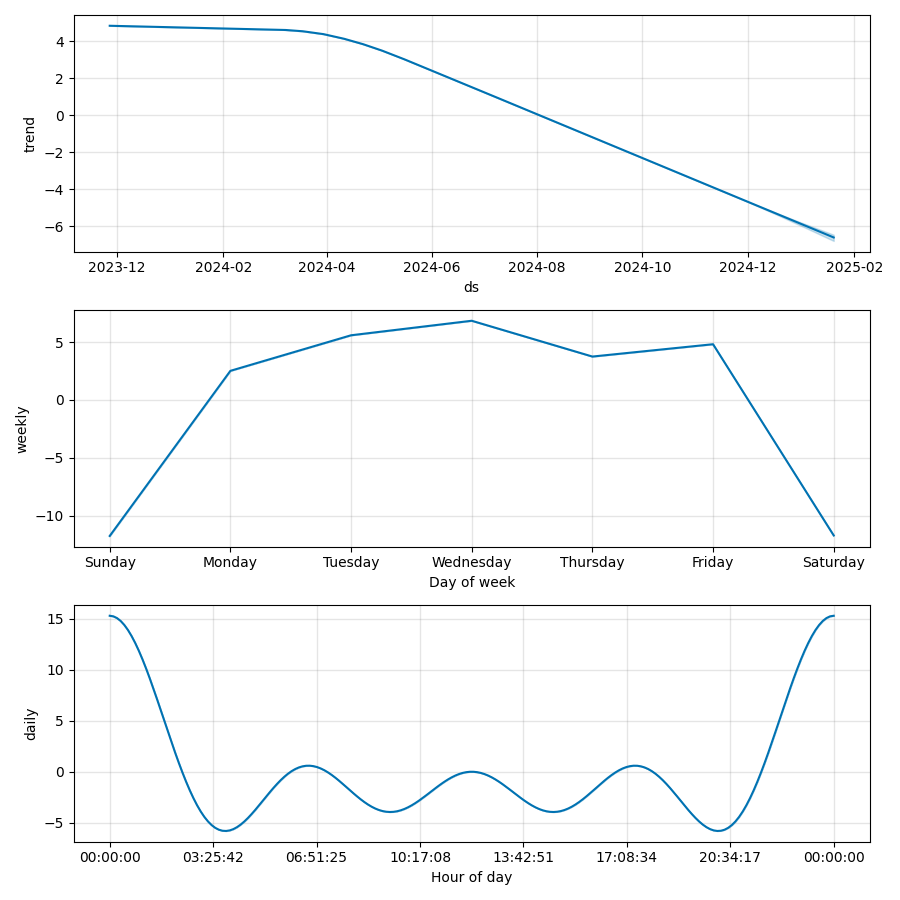 trend
4
2
0
−2
−4
−6
2023-12 2024-02 2024-04 2024-06 2024-08 2024-10 2024-12 2025-02
ds
weekly
5
0
−5
−10
Sunday Monday Tuesday Wednesday Thursday Friday Saturday
Day of week
daily
15
10
5
0
−5
00:00:00 03:25:42 06:51:25 10:17:08 13:42:51 17:08:34 20:34:17 00:00:00
Hour of day